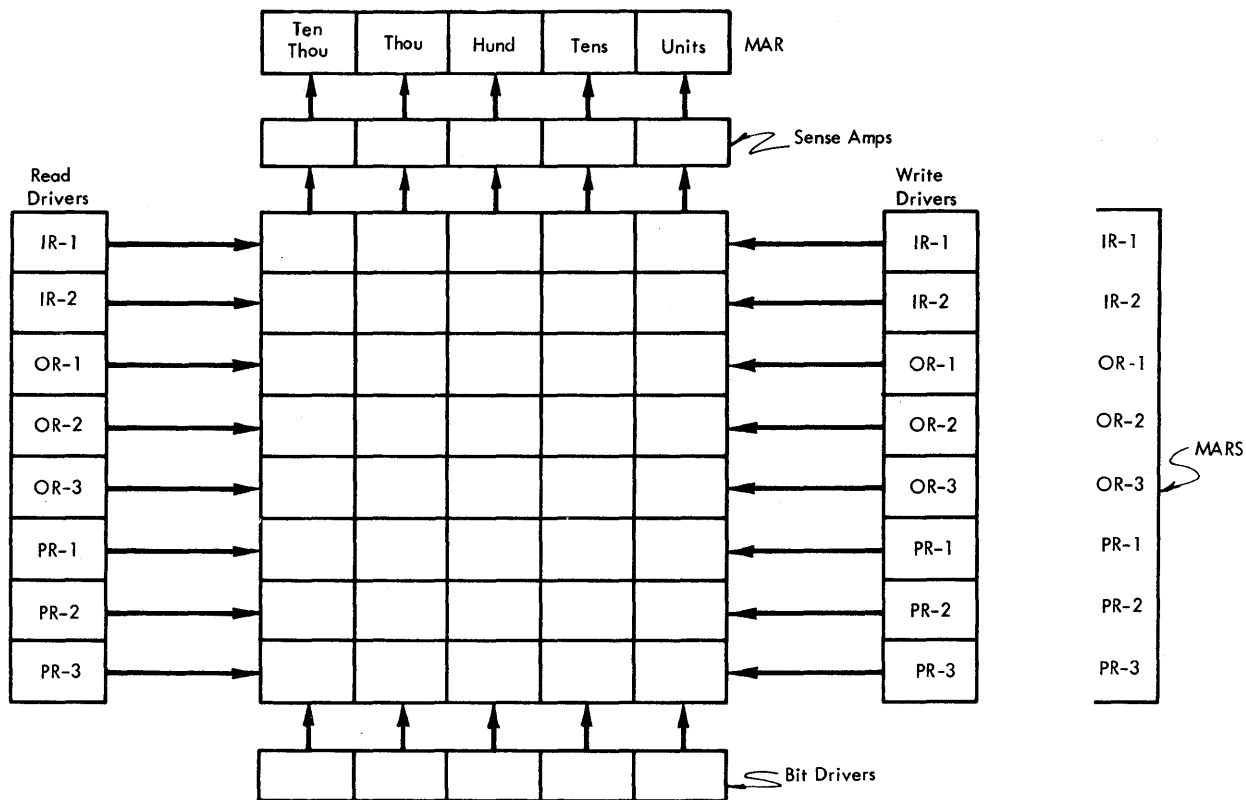 Ten
Thou
Thou
Hund
Tens
Units
MAR
Sense Amps
Read
Drivers
Write
Drivers
IR-1
IR-1
IR-1
IR-2
IR-2
IR-2
OR-1
OR-1
OR-1
OR-2
OR-2
OR-2
MARS
OR-3
OR-3
OR-3
PR-1
PR-1
PR-1
PR-2
PR-2
PR-2
PR-3
PR-3
PR-3
Bit Drivers